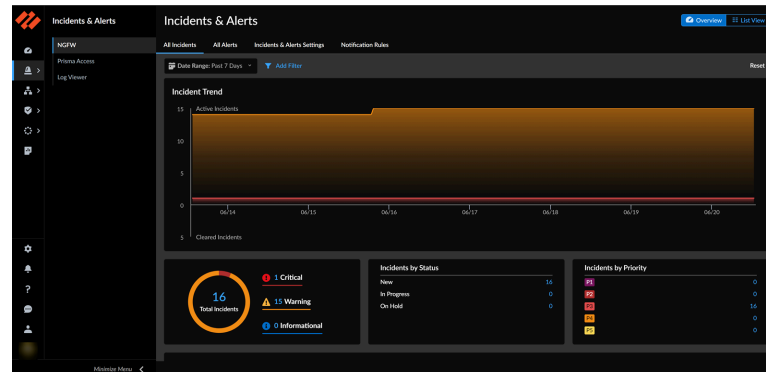 Incidents & Alerts
NGFW
Prisma Access
Log Viewer
Minimize Menu
Incidents & Alerts
Overview
List View
All Incidents
All Alerts
Incidents & Alerts Settings
Notification Rules
Date Range: Past 7 Days
Add Filter
Reset
Incident Trend
15
Active Incidents
10
5
0
06/14
06/15
06/16
06/17
06/18
06/19
06/20
5
Cleared Incidents
16
Total Incidents
1 Critical
15 Warning
0 Informational
Incidents by Status
New 16
In Progress 0
On Hold 0
Incidents by Priority
P1 0
P2 0
P3 16
P4 0
P5 0